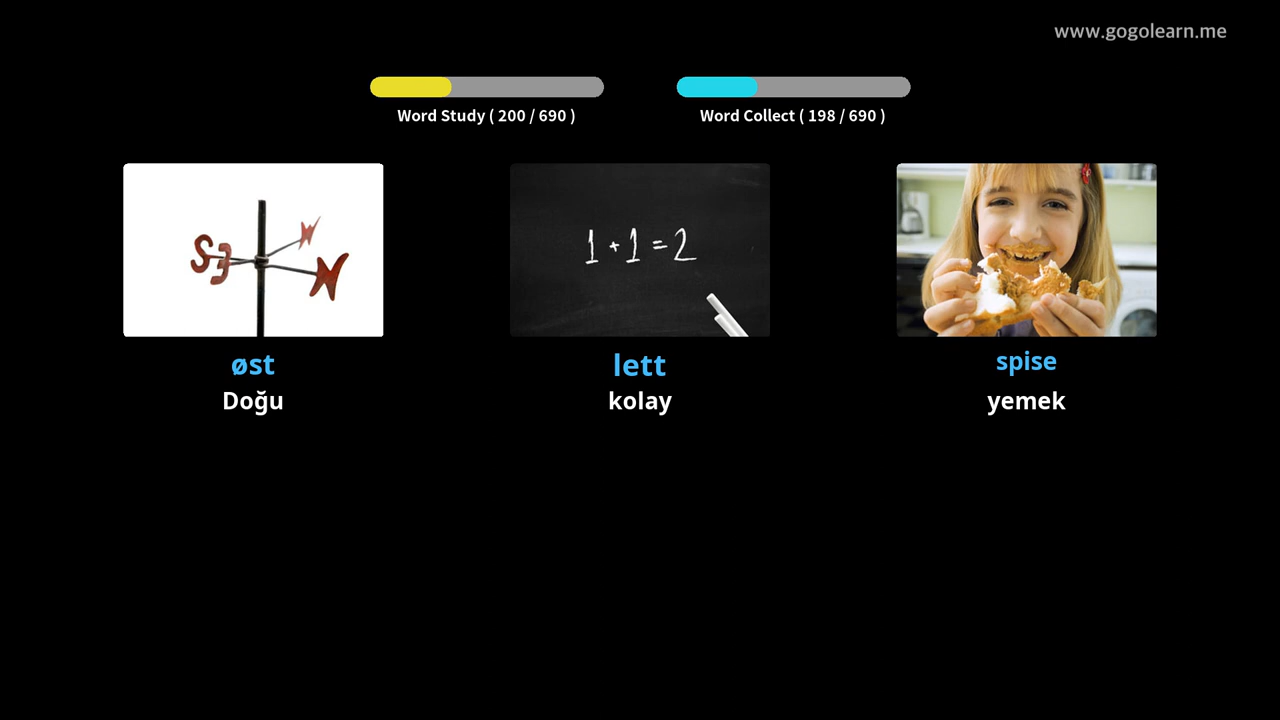 www.gogolearn.me
Word Study ( 200 / 690 )
Word Collect ( 198 / 690 )
S E N W
1 + 1 = 2
øst
lett
spise
Doğu
kolay
yemek